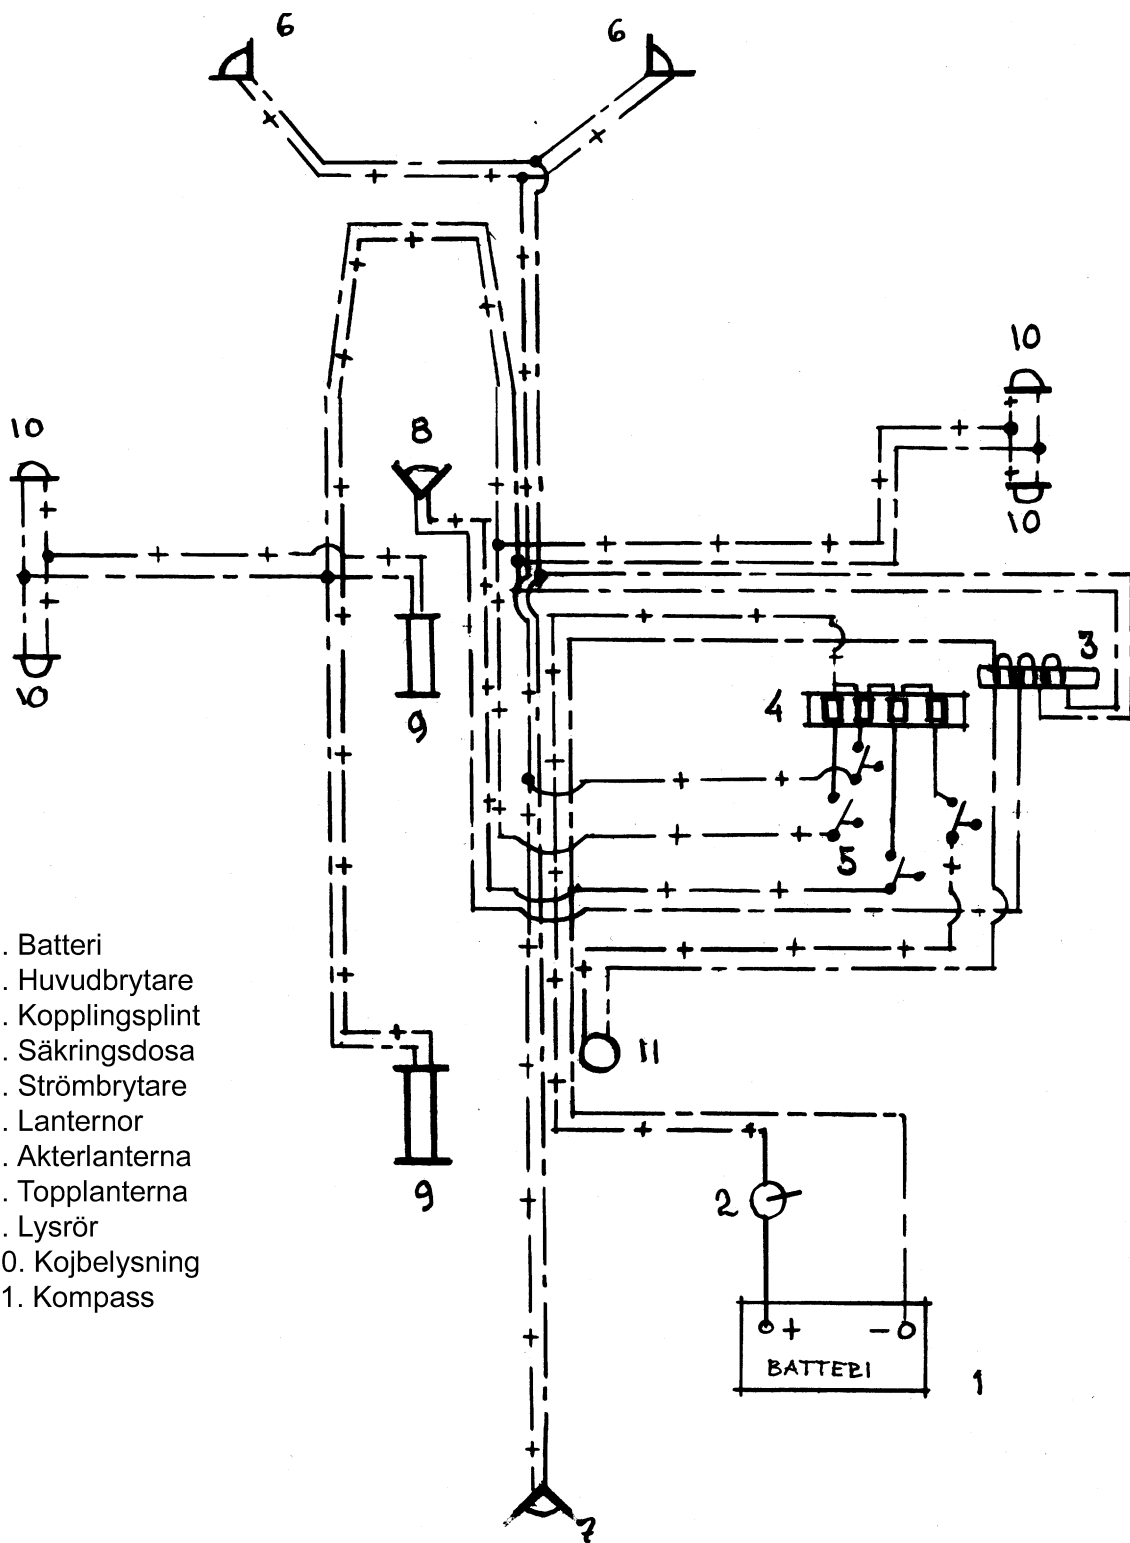 6 6
10
10
8
10
10
3
9
4
10
5
. Batteri
. Huvudbrytare
. Kopplingsplint
. Säkringsdosa
. Strömbrytare
. Lanternor
. Akterlanterna
. Topplanterna
. Lysrör
0. Kojbelysning
1. Kompass
11
9
2
+ -
BATTERI
1
7